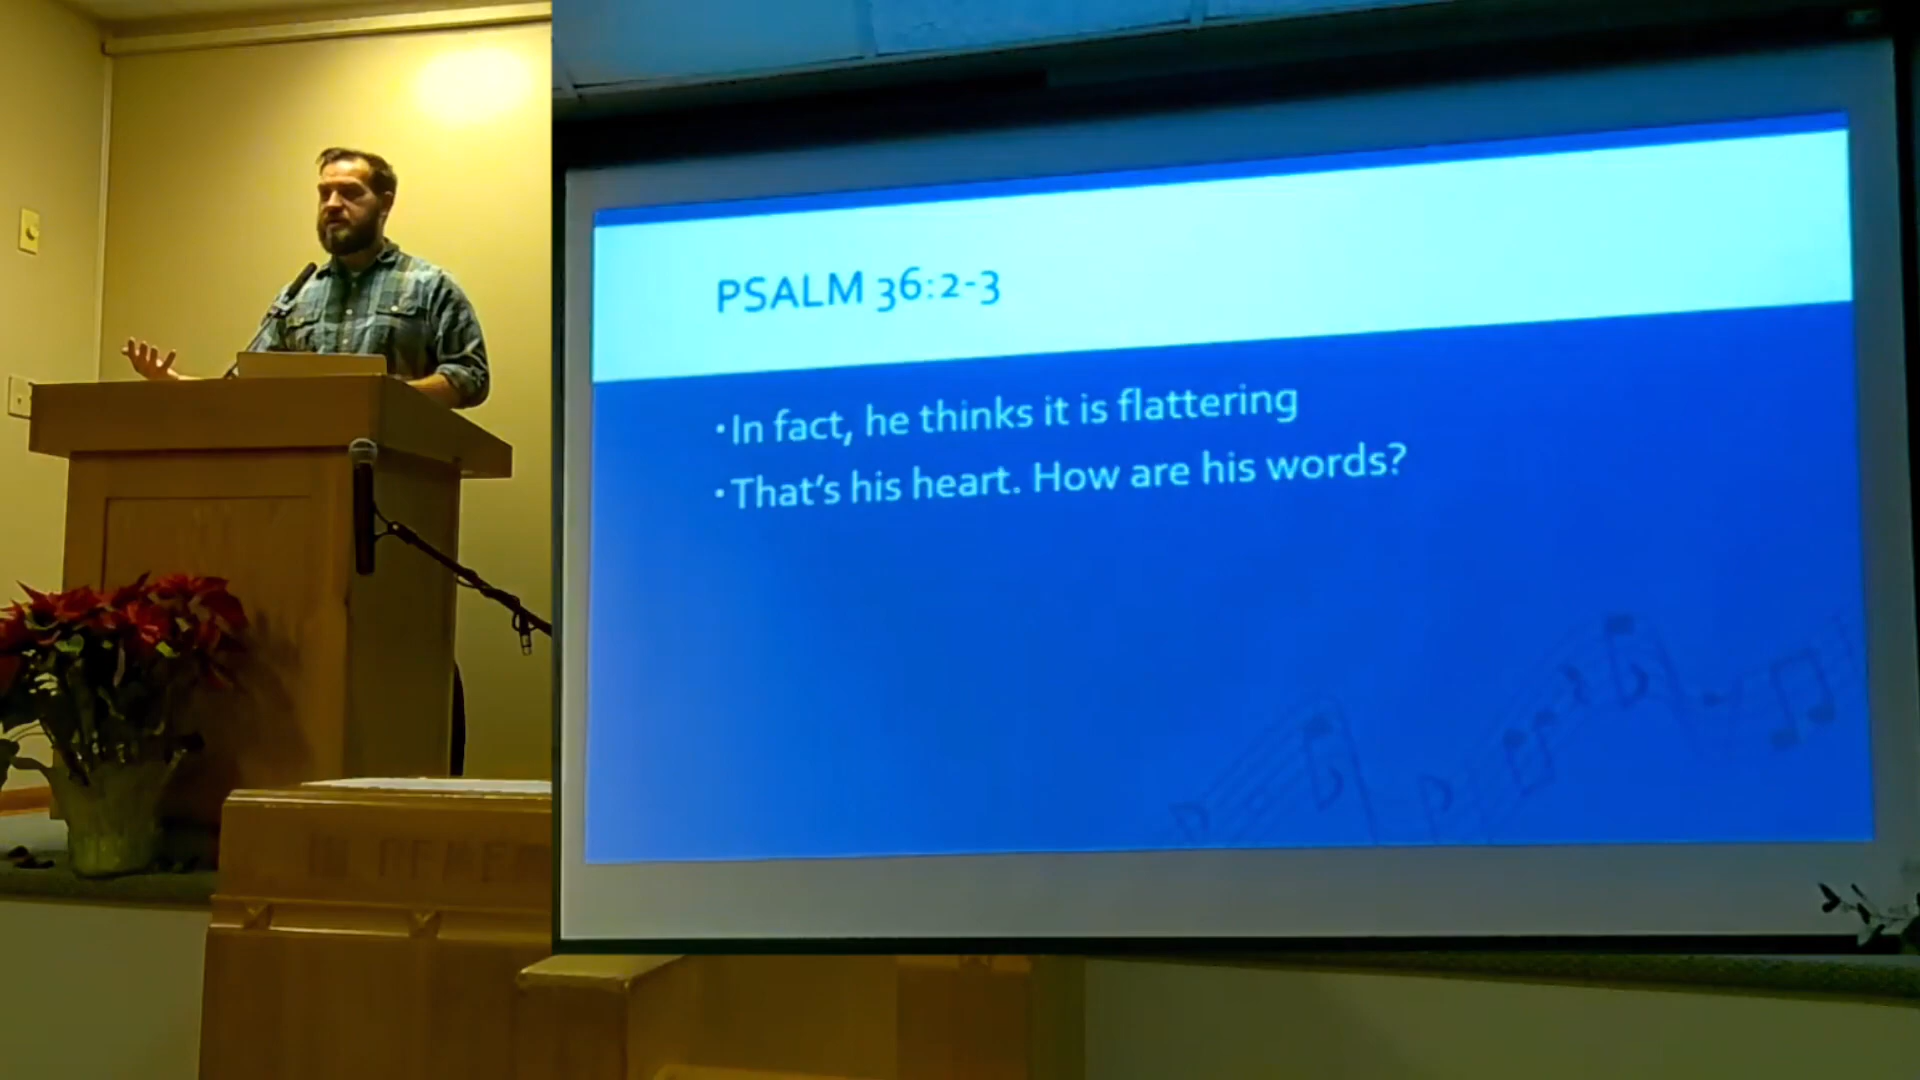 PSALM 36:2-3
•In fact, he thinks it is flattering
•That's his heart. How are his words?